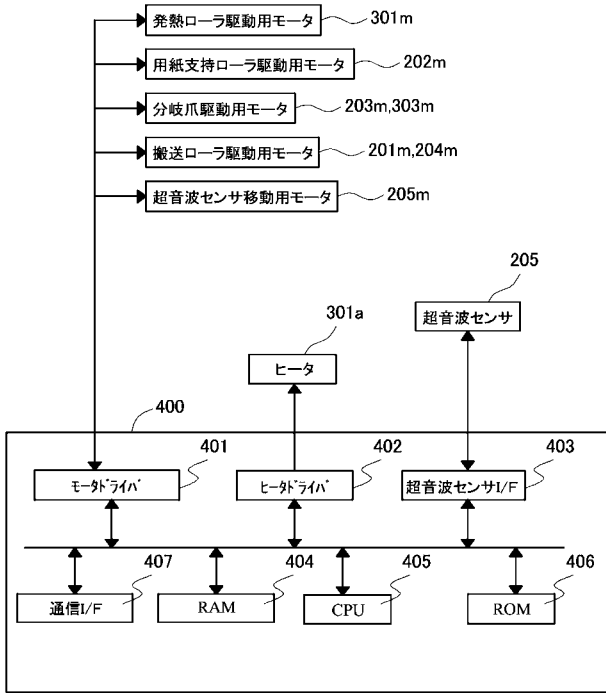 発熱ローラ駆動用モータ 301m
用紙支持ローラ駆動用モータ 202m
分岐爪駆動用モータ 203m,303m
搬送ローラ駆動用モータ 201m,204m
超音波センサ移動用モータ 205m
205
超音波センサ
301a
ヒータ
400
401 402 403
ﾓｰﾀﾄﾞﾗｲﾊﾞ ﾋｰﾀﾄﾞﾗｲﾊﾞ 超音波センサI/F
407 404 405 406
通信I/F RAM CPU ROM